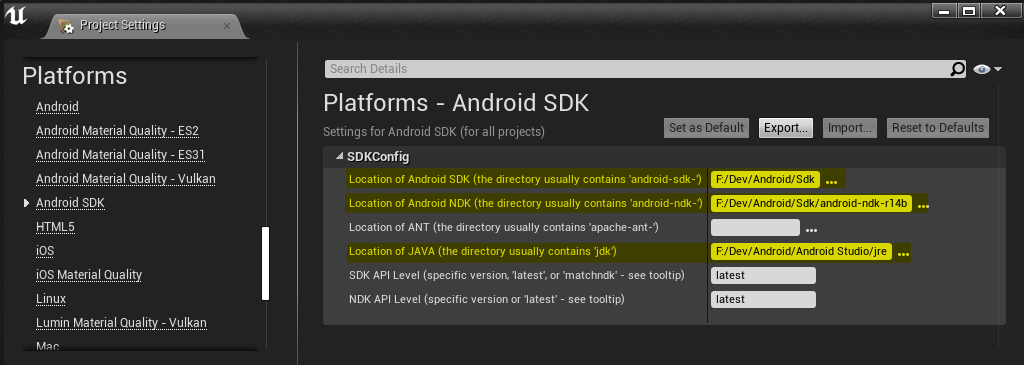 Project Settings
Platforms
Android
Android Material Quality - ES2
Android Material Quality - ES31
Android Material Quality - Vulkan
Android SDK
HTML5
iOS
iOS Material Quality
Linux
Lumin Material Quality - Vulkan
Mac
Search Details
Platforms - Android SDK
Settings for Android SDK (for all projects)
Set as Default
Export...
Import...
Reset to Defaults
SDKConfig
Location of Android SDK (the directory usually contains 'android-sdk-') F:/Dev/Android/Sdk ...
Location of Android NDK (the directory usually contains 'android-ndk-') F:/Dev/Android/Sdk/android-ndk-r14b ...
Location of ANT (the directory usually contains 'apache-ant-') ...
Location of JAVA (the directory usually contains 'jdk') F:/Dev/Android/Android Studio/jre ...
SDK API Level (specific version, 'latest', or 'matchndk' - see tooltip) latest
NDK API Level (specific version or 'latest' - see tooltip) latest